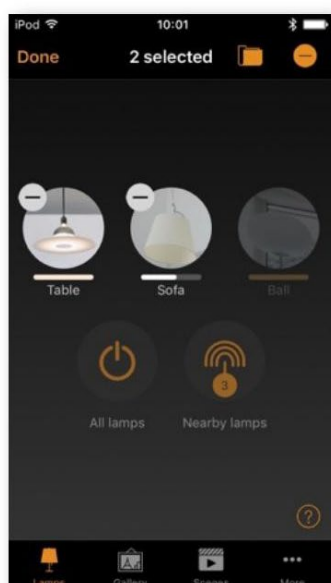 iPod 10:01
Done 2 selected
Table Sofa Ball
All lamps Nearby lamps
3
?
Lamps Gallery Scenes More